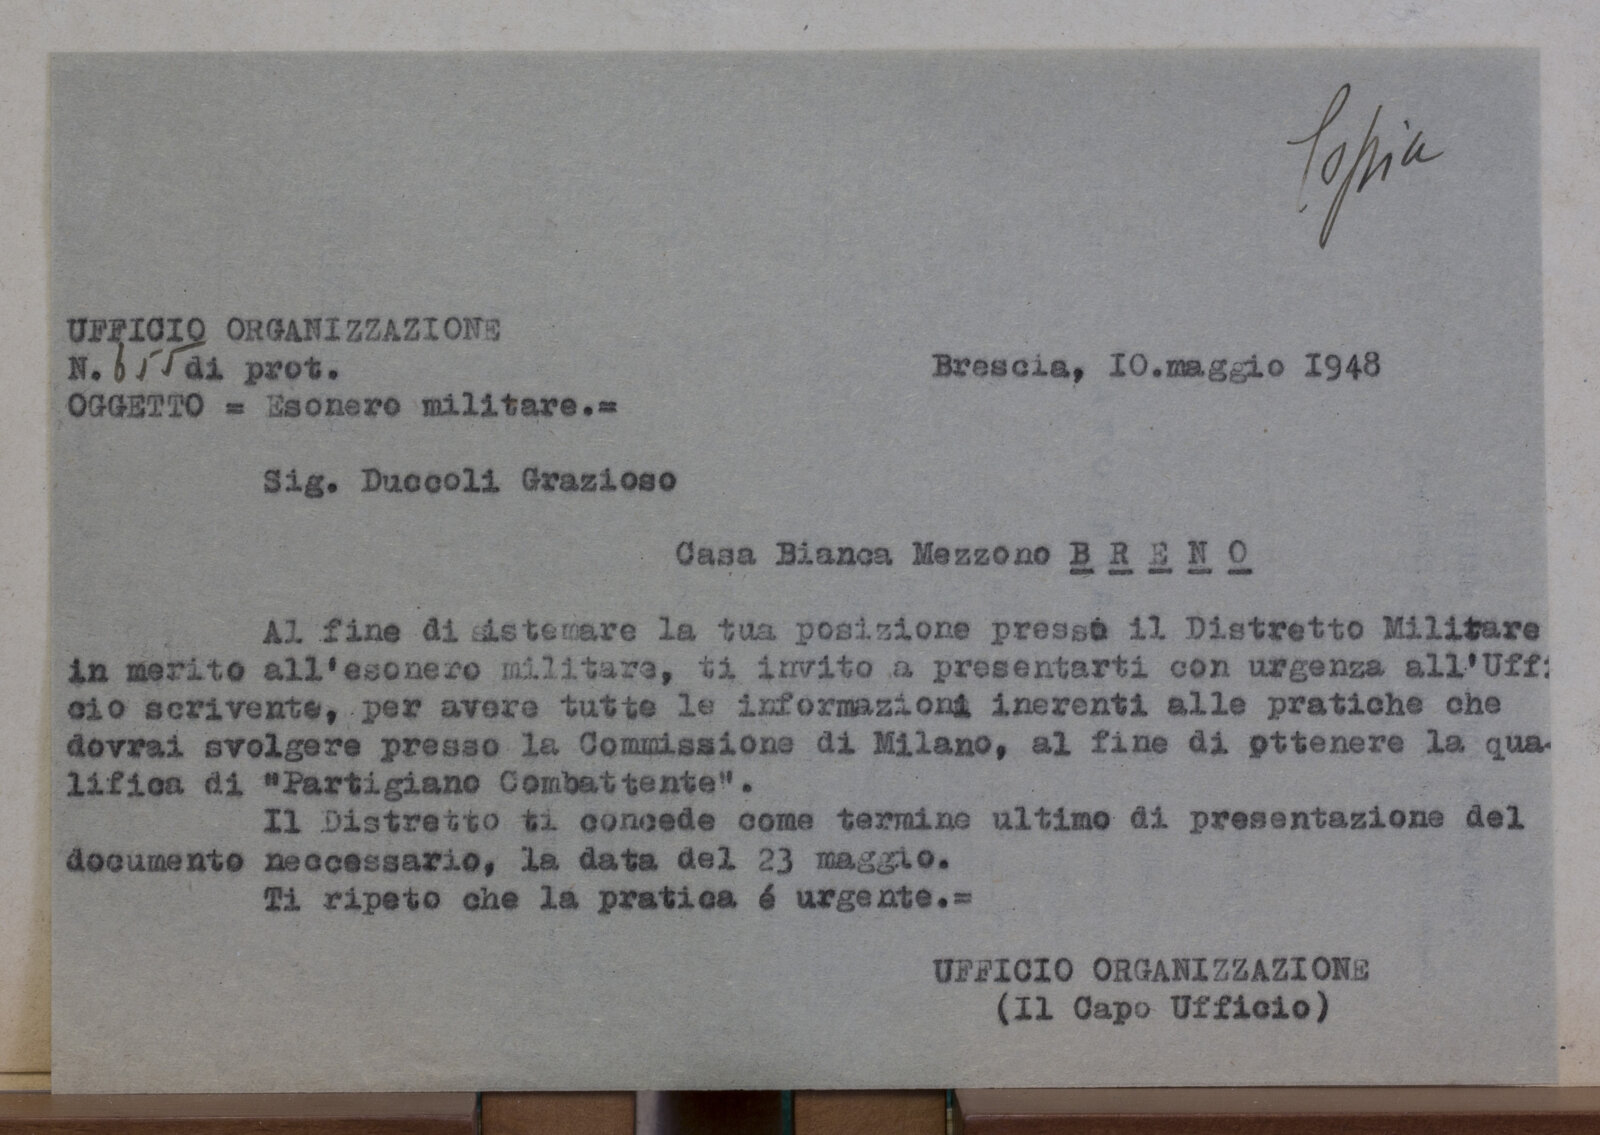 Copia
UFFICIO ORGANIZZAZIONE
N. 655 di prot.
Brescia, IO.maggio I948
OGGETTO = Esonero militare.=
Sig. Duccoli Grazioso
Casa Bianca Mezzono B R E N O
Al fine di sistemare la tua posizione presso il Distretto Militare
in merito all'esonero militare, ti invito a presentarti con urgenza all'Uffi
cio scrivente, per avere tutte le informazioni inerenti alle pratiche che
dovrai svolgere presso la Commissione di Milano, al fine di ottenere la qua-
lifica di "Partigiano Combattente".
Il Distretto ti concede come termine ultimo di presentazione del
documento neccessario, la data del 23 maggio.
Ti ripeto che la pratica é urgente.=
UFFICIO ORGANIZZAZIONE
(Il Capo Ufficio)